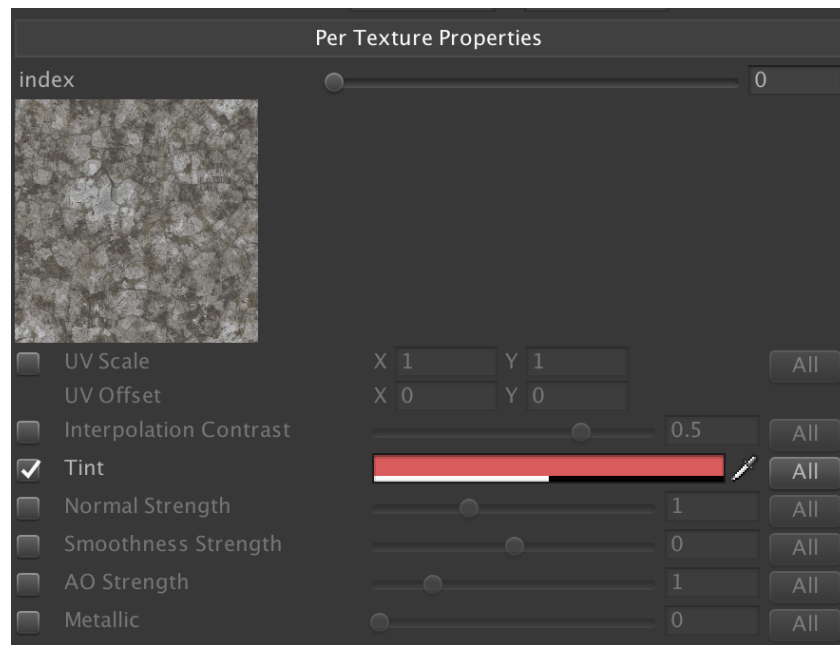 Per Texture Properties
index 0
UV Scale X 1 Y 1 All
UV Offset X 0 Y 0
Interpolation Contrast 0.5 All
Tint All
Normal Strength 1 All
Smoothness Strength 0 All
AO Strength 1 All
Metallic 0 All